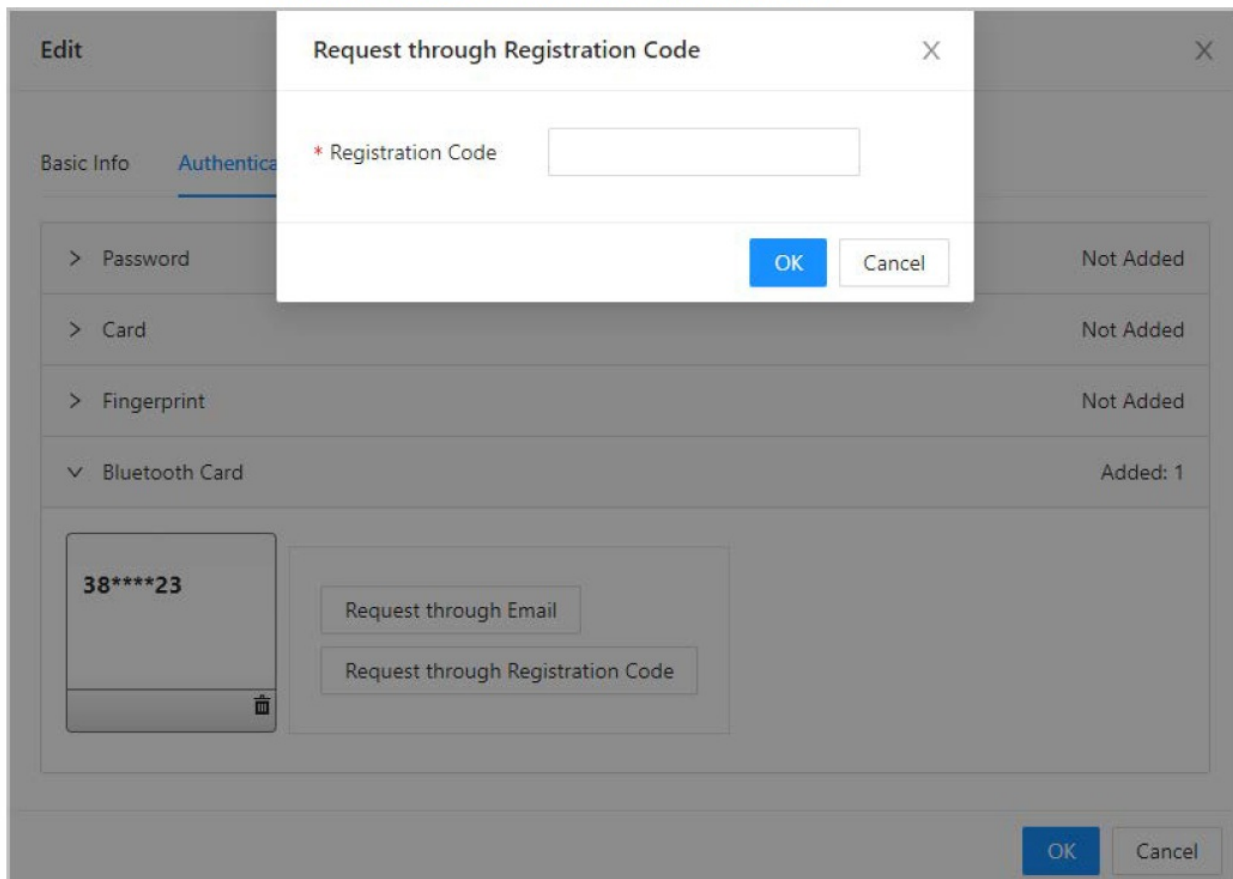 Edit
Request through Registration Code
Basic Info Authentica
* Registration Code
OK Cancel
> Password Not Added
> Card Not Added
> Fingerprint Not Added
Bluetooth Card Added: 1
38****23
Request through Email
Request through Registration Code
OK Cancel